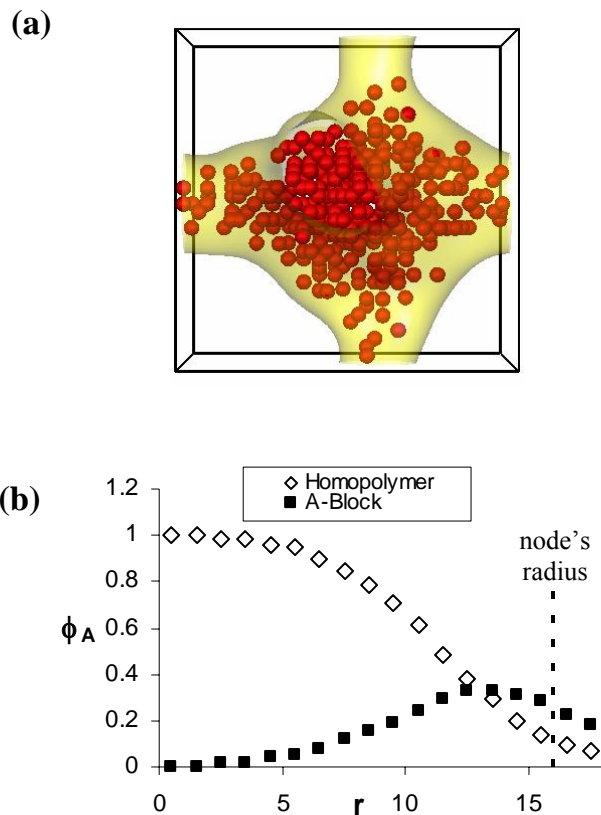 (a)
(b)
◇ Homopolymer
■ A-Block
node's
radius
ϕA
1.2
1
0.8
0.6
0.4
0.2
0
0 5 10 15
r